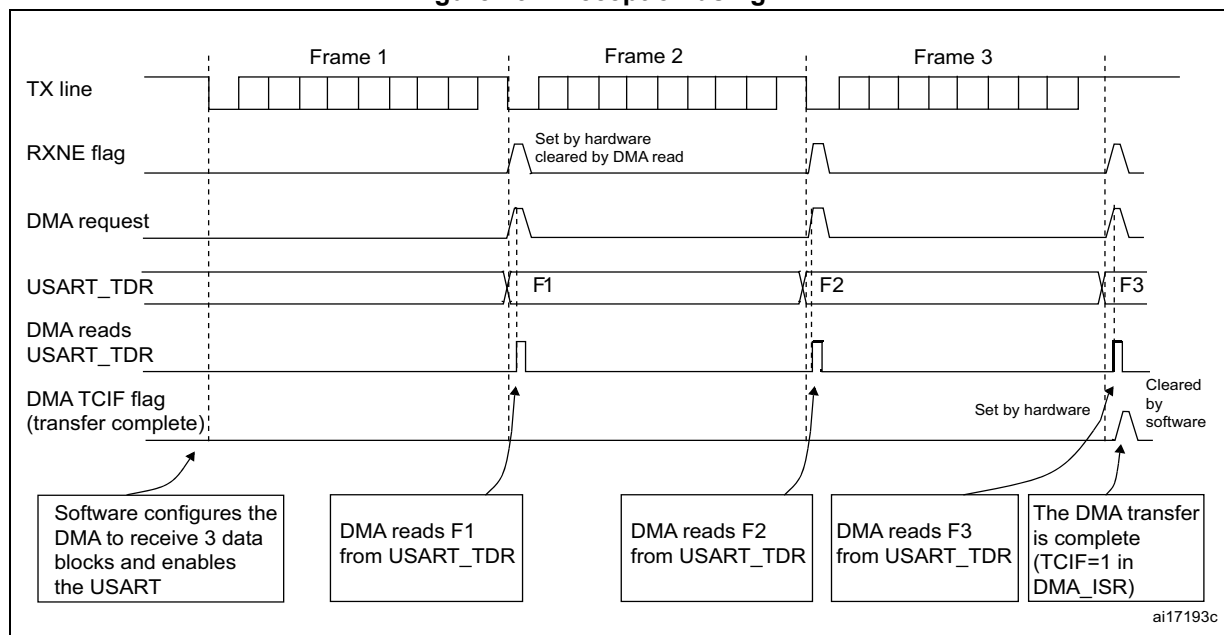 Frame 1 Frame 2 Frame 3
TX line
RXNE flag
Set by hardware
cleared by DMA read
DMA request
USART_TDR
F1 F2 F3
DMA reads
USART_TDR
DMA TCIF flag
(transfer complete)
Set by hardware
Cleared
by
software
Software configures the
DMA to receive 3 data
blocks and enables
the USART
DMA reads F1
from USART_TDR
DMA reads F2
from USART_TDR
DMA reads F3
from USART_TDR
The DMA transfer
is complete
(TCIF=1 in
DMA_ISR)
ai17193c